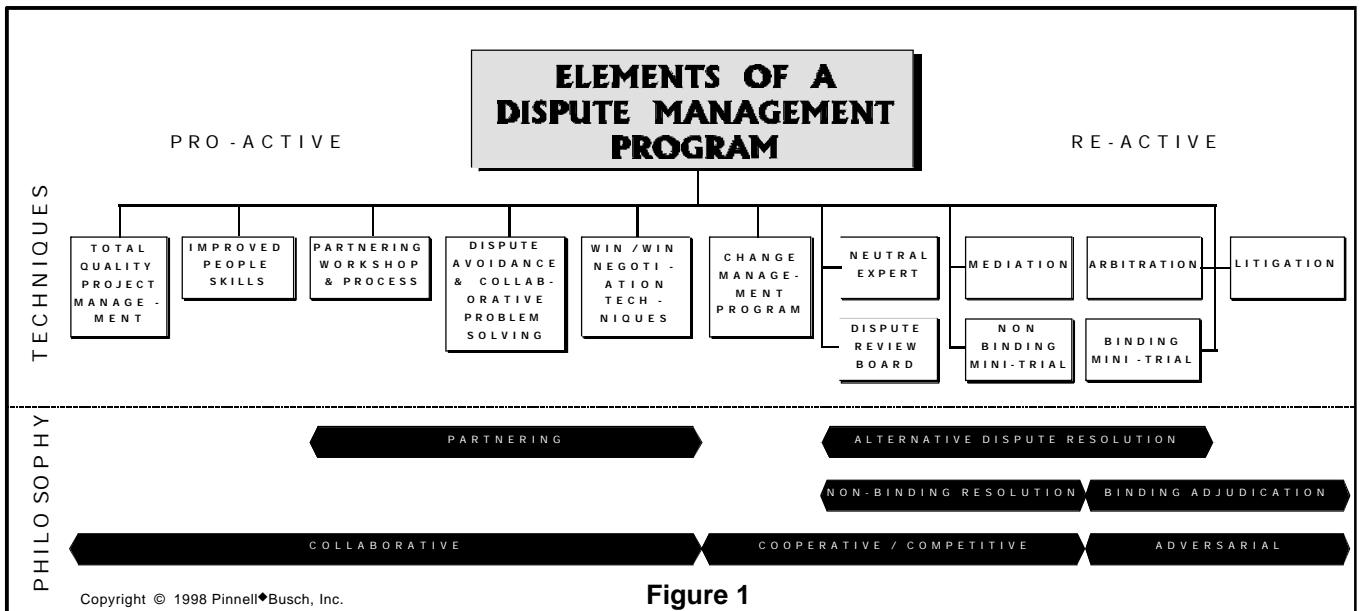 ELEMENTS OF A
DISPUTE MANAGEMENT
PROGRAM
PRO-ACTIVE
RE-ACTIVE
TECHNIQUES
TOTAL
QUALITY
PROJECT
MANAGE-
MENT
IMPROVED
PEOPLE
SKILLS
PARTNERING
WORKSHOP
& PROCESS
DISPUTE
AVOIDANCE
& COLLAB-
ORATIVE
PROBLEM
SOLVING
WIN/WIN
NEGOTI-
ATION
TECH-
NIQUES
CHANGE
MANAGE-
MENT
PROGRAM
NEUTRAL
EXPERT
MEDIATION
ARBITRATION
LITIGATION
DISPUTE
REVIEW
BOARD
NON
BINDING
MINI-TRIAL
BINDING
MINI-TRIAL
PHILOSOPHY
PARTNERING
ALTERNATIVE DISPUTE RESOLUTION
NON-BINDING RESOLUTION
BINDING ADJUDICATION
COLLABORATIVE
COOPERATIVE / COMPETITIVE
ADVERSARIAL
Copyright © 1998 Pinnell◆Busch, Inc.
Figure 1